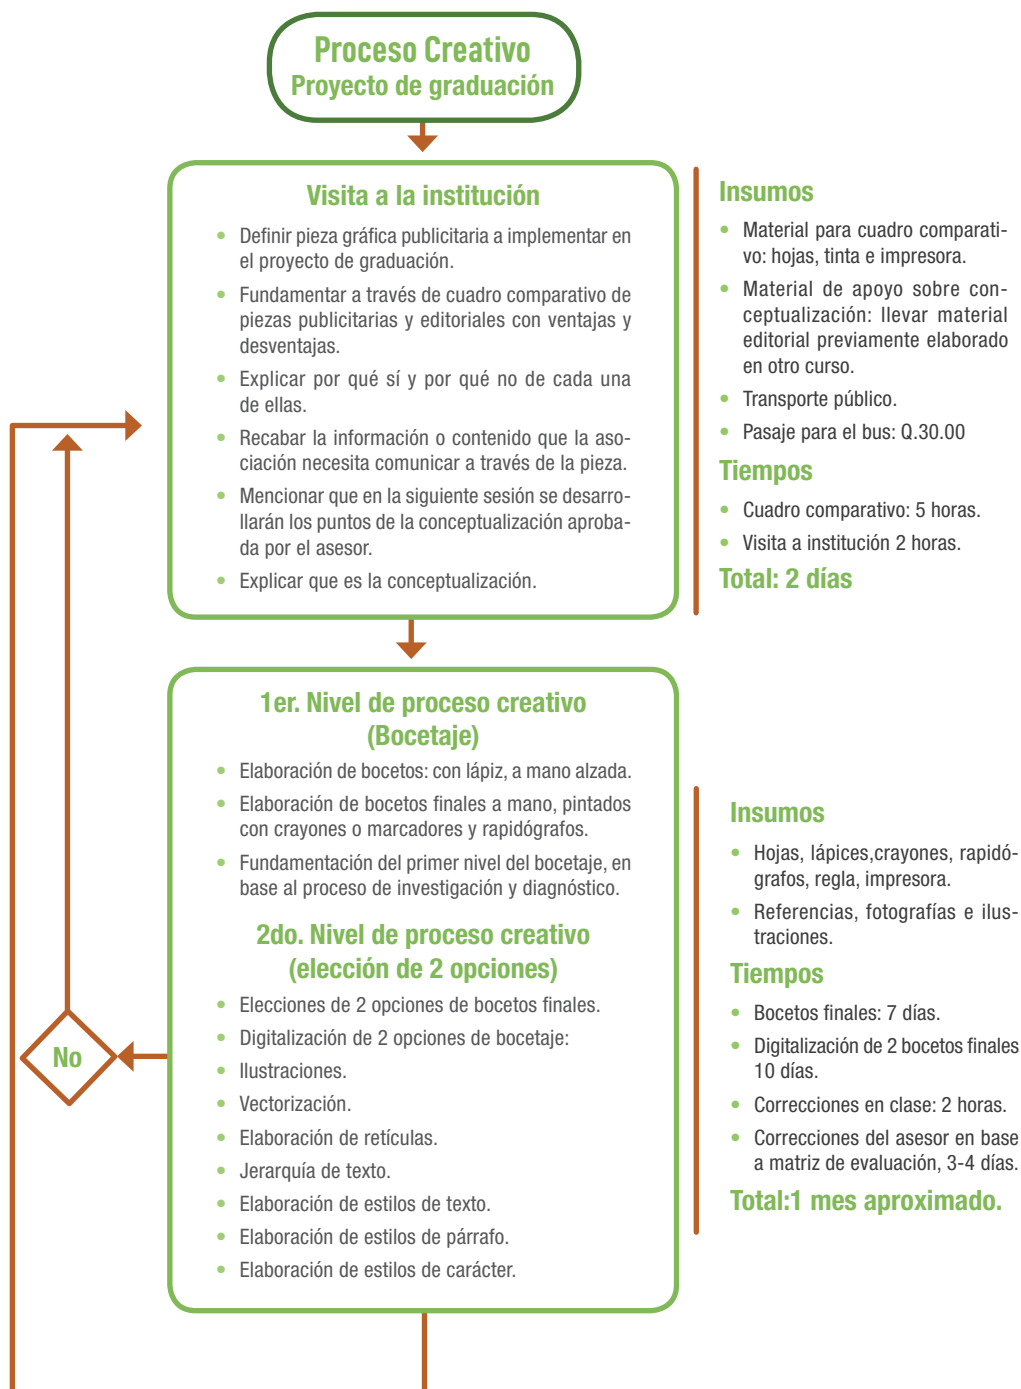 Proceso Creativo
Proyecto de graduación
Visita a la institución
• Definir pieza gráfica publicitaria a implementar en
el proyecto de graduación.
• Fundamentar a través de cuadro comparativo de
piezas publicitarias y editoriales con ventajas y
desventajas.
• Explicar por qué sí y por qué no de cada una
de ellas.
• Recabar la información o contenido que la aso-
ciación necesita comunicar a través de la pieza.
• Mencionar que en la siguiente sesión se desarro-
llarán los puntos de la conceptualización aproba-
da por el asesor.
• Explicar que es la conceptualización.
Insumos
• Material para cuadro comparati-
vo: hojas, tinta e impresora.
• Material de apoyo sobre con-
ceptualización: llevar material
editorial previamente elaborado
en otro curso.
• Transporte público.
• Pasaje para el bus: Q.30.00
Tiempos
• Cuadro comparativo: 5 horas.
• Visita a institución 2 horas.
Total: 2 días
1er. Nivel de proceso creativo
(Bocetaje)
• Elaboración de bocetos: con lápiz, a mano alzada.
• Elaboración de bocetos finales a mano, pintados
con crayones o marcadores y rapidógrafos.
• Fundamentación del primer nivel del bocetaje, en
base al proceso de investigación y diagnóstico.
2do. Nivel de proceso creativo
(elección de 2 opciones)
• Elecciones de 2 opciones de bocetos finales.
• Digitalización de 2 opciones de bocetaje:
• Ilustraciones.
• Vectorización.
• Elaboración de retículas.
• Jerarquía de texto.
• Elaboración de estilos de texto.
• Elaboración de estilos de párrafo.
• Elaboración de estilos de carácter.
No
Insumos
• Hojas, lápices,crayones, rapidó-
grafos, regla, impresora.
• Referencias, fotografías e ilus-
traciones.
Tiempos
• Bocetos finales: 7 días.
• Digitalización de 2 bocetos finales
10 días.
• Correcciones en clase: 2 horas.
• Correcciones del asesor en base
a matriz de evaluación, 3-4 días.
Total:1 mes aproximado.